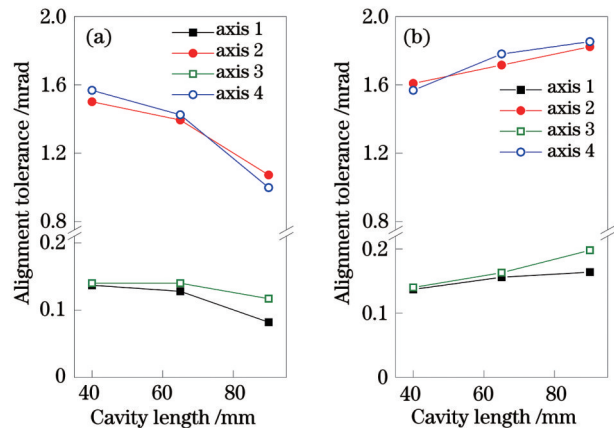 (a)
axis 1
axis 2
axis 3
axis 4
Alignment tolerance /mrad
2.0
1.6
1.2
0.8
0.2
0.1
0
40
60
80
Cavity length /mm
(b)
axis 1
axis 2
axis 3
axis 4
Alignment tolerance /mrad
2.0
1.6
1.2
0.8
0.2
0.1
0
40
60
80
Cavity length /mm